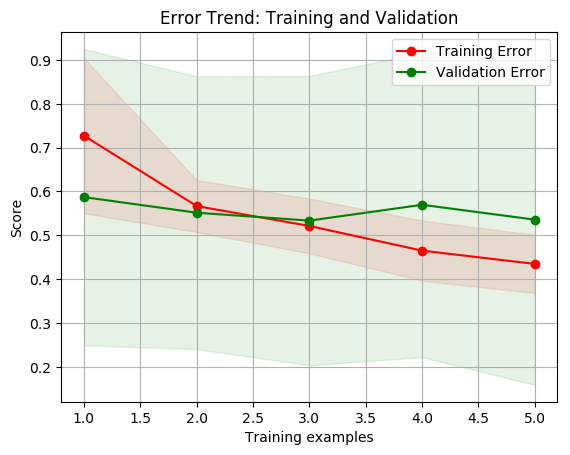 Error Trend: Training and Validation
Training Error
Validation Error
Score
0.9
0.8
0.7
0.6
0.5
0.4
0.3
0.2
1.0 1.5 2.0 2.5 3.0 3.5 4.0 4.5 5.0
Training examples